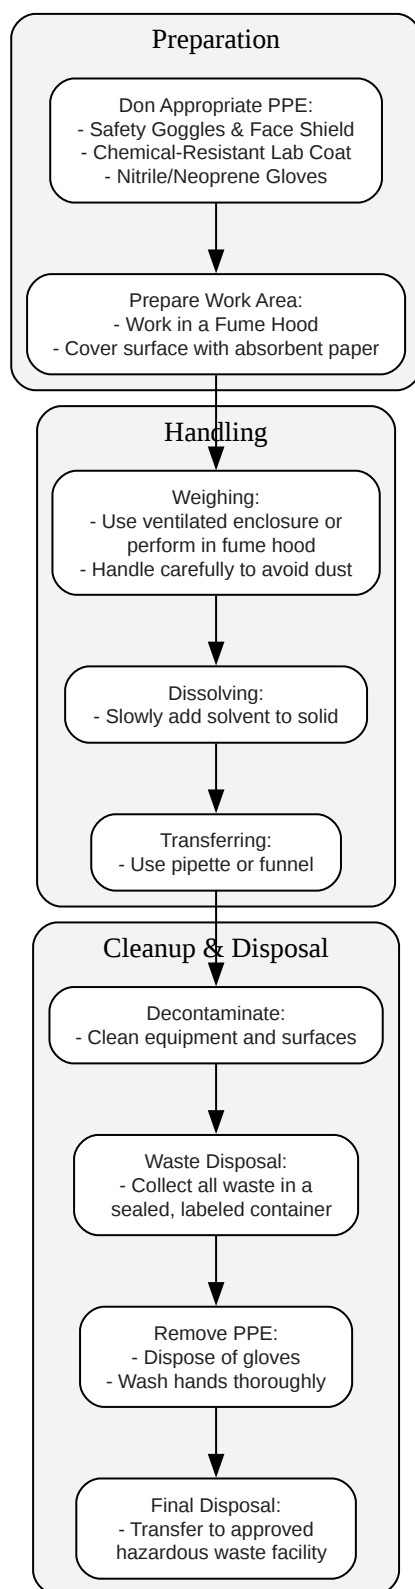 Preparation
Don Appropriate PPE:
- Safety Goggles & Face Shield
- Chemical-Resistant Lab Coat
- Nitrile/Neoprene Gloves
Prepare Work Area:
- Work in a Fume Hood
- Cover surface with absorbent paper
Handling
Weighing:
- Use ventilated enclosure or
perform in fume hood
- Handle carefully to avoid dust
Dissolving:
- Slowly add solvent to solid
Transferring:
- Use pipette or funnel
Cleanup & Disposal
Decontaminate:
- Clean equipment and surfaces
Waste Disposal:
- Collect all waste in a
sealed, labeled container
Remove PPE:
- Dispose of gloves
- Wash hands thoroughly
Final Disposal:
- Transfer to approved
hazardous waste facility